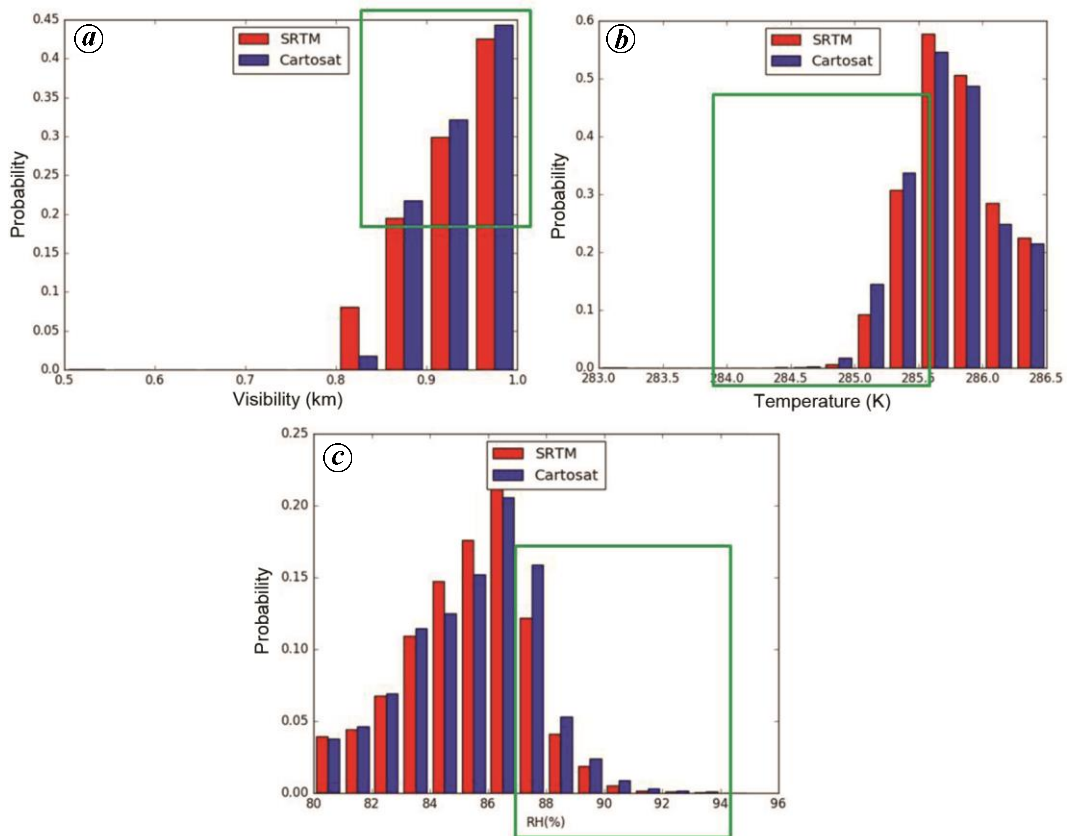 a
SRTM
Cartosat
0.45
0.4
0.35
0.3
0.25
0.2
0.15
0.1
0.05
0.0
Probability
0.5 0.6 0.7 0.8 0.9 1.0
Visibility (km)
b
SRTM
Cartosat
0.6
0.5
0.4
0.3
0.2
0.1
0.0
Probability
283.0 283.5 284.0 284.5 285.0 285.5 286.0 286.5
Temperature (K)
c
SRTM
Cartosat
0.25
0.20
0.15
0.10
0.05
0.00
Probability
80 82 84 86 88 90 92 94 96
RH(%)